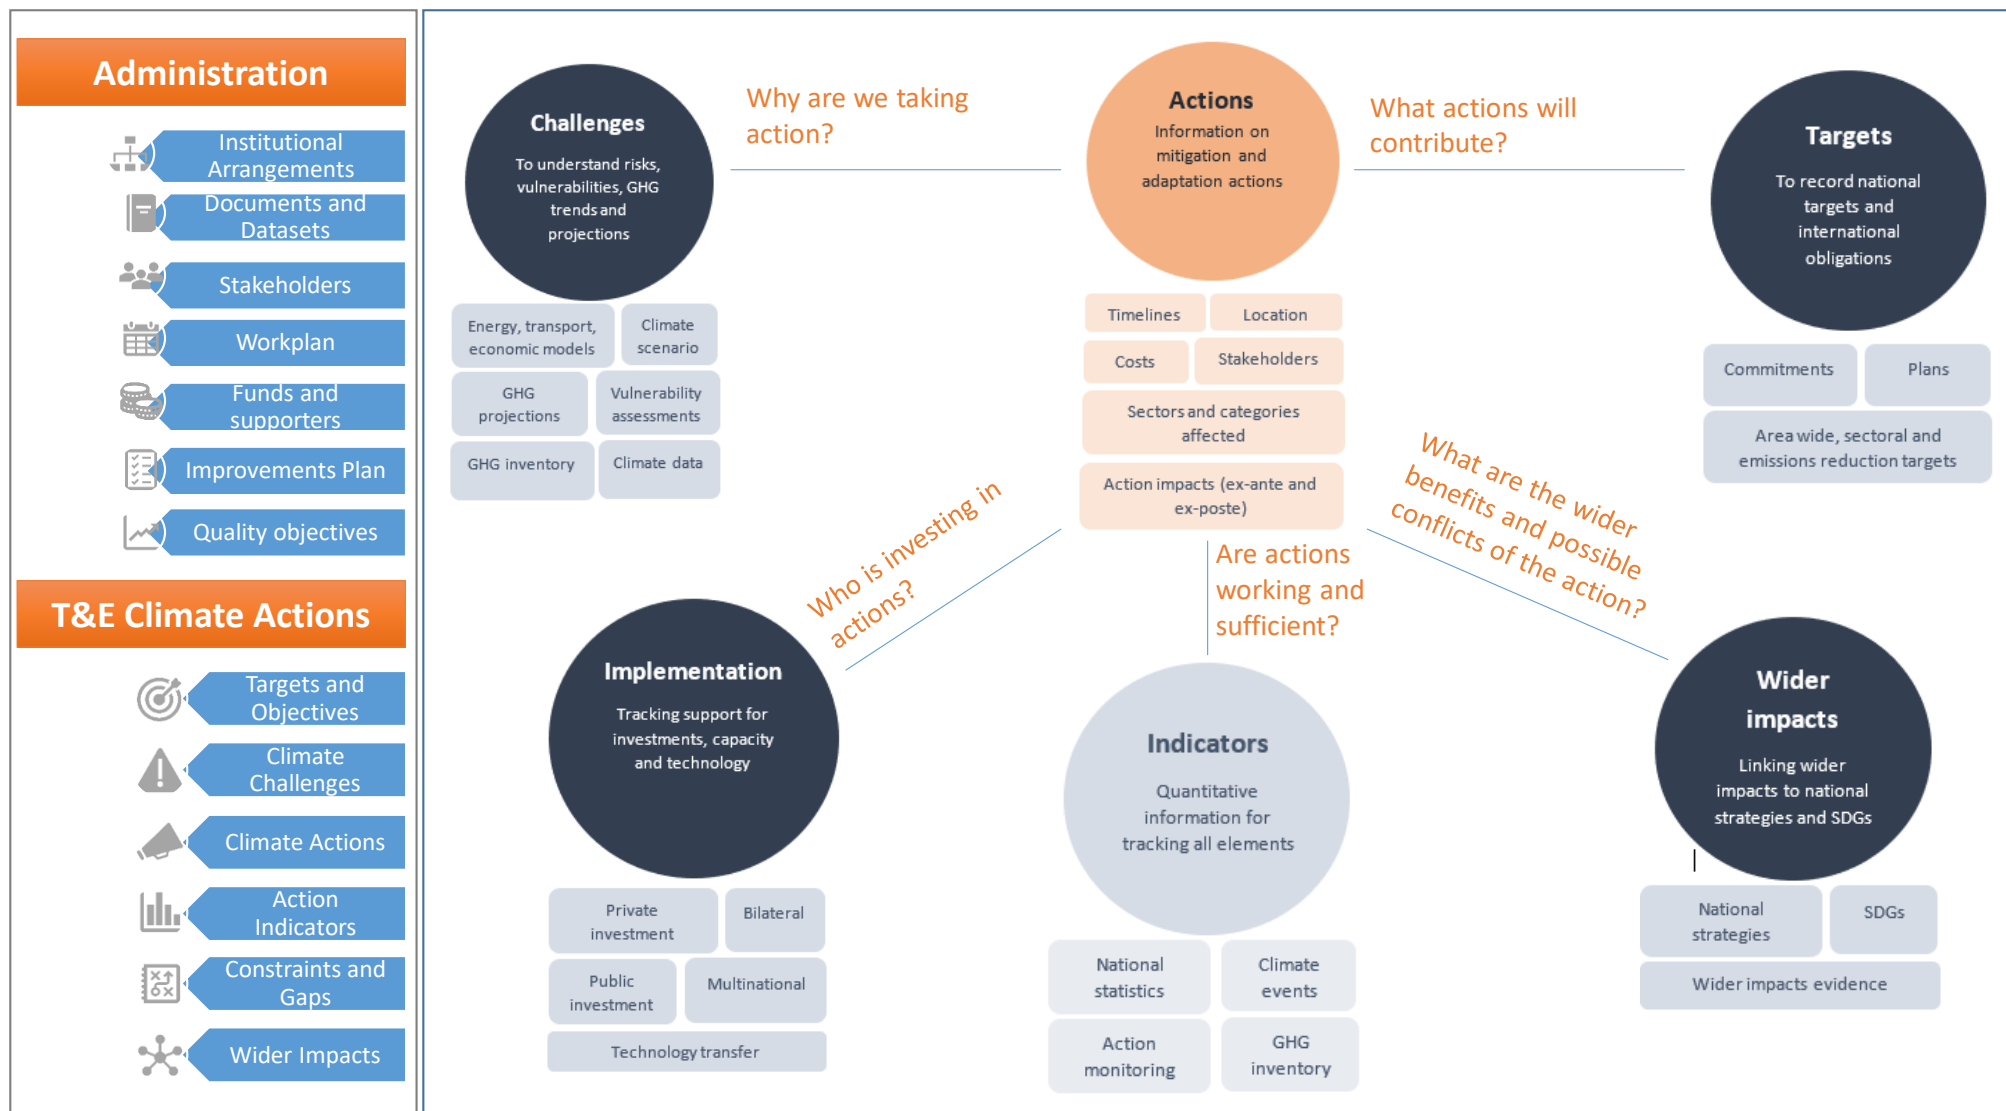 Administration
Institutional
Arrangements
Documents and
Datasets
Stakeholders
Workplan
Funds and
supporters
Improvements Plan
Quality objectives
T&E Climate Actions
Targets and
Objectives
Climate
Challenges
Climate Actions
Action
Indicators
Constraints and
Gaps
Wider Impacts
Challenges
To understand risks,
vulnerabilities, GHG
trends and
projections
Energy, transport,
economic models
Climate
scenario
GHG
projections
Vulnerability
assessments
GHG inventory
Climate data
Why are we taking
action?
Actions
Information on
mitigation and
adaptation actions
Timelines
Location
Costs
Stakeholders
Sectors and categories
affected
Action impacts (ex-ante and
ex-poste)
What actions will
contribute?
Targets
To record national
targets and
international
obligations
Commitments
Plans
Area wide, sectoral and
emissions reduction targets
Who is investing in
actions?
Are actions
working and
sufficient?
What are the wider
benefits and possible
conflicts of the action?
Implementation
Tracking support for
investments, capacity
and technology
Private
investment
Bilateral
Public
investment
Multinational
Technology transfer
Indicators
Quantitative
information for
tracking all elements
National
statistics
Climate
events
Action
monitoring
GHG
inventory
Wider
impacts
Linking wider
impacts to national
strategies and SDGs
National
strategies
SDGs
Wider impacts evidence